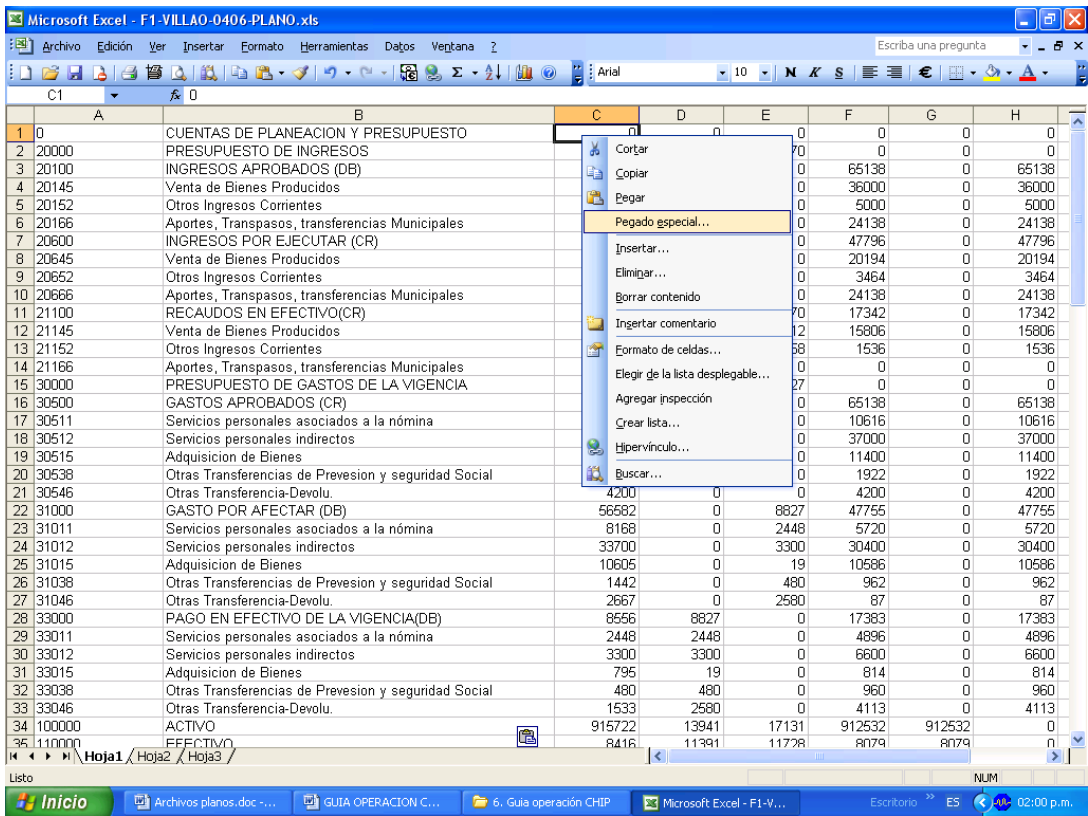 Microsoft Excel - F1-VILLAO-0406-PLANO.xls
Archivo Edición Ver Insertar Formato Herramientas Datos Ventana ? Escriba una pregunta
Arial 10 N K S € A
C1 fx 0
A B C D E F G H
1 0 CUENTAS DE PLANEACION Y PRESUPUESTO 0 0 0 0 0 0
2 20000 PRESUPUESTO DE INGRESOS 70 0 0 0
3 20100 INGRESOS APROBADOS (DB) 0 65138 0 65138
4 20145 Venta de Bienes Producidos 0 36000 0 36000
5 20152 Otros Ingresos Corrientes 0 5000 0 5000
6 20166 Aportes, Transpasos, transferencias Municipales 0 24138 0 24138
7 20600 INGRESOS POR EJECUTAR (CR) 0 47796 0 47796
8 20645 Venta de Bienes Producidos 0 20194 0 20194
9 20652 Otros Ingresos Corrientes 0 3464 0 3464
10 20666 Aportes, Transpasos, transferencias Municipales 0 24138 0 24138
11 21100 RECAUDOS EN EFECTIVO(CR) 70 17342 0 17342
12 21145 Venta de Bienes Producidos 12 15806 0 15806
13 21152 Otros Ingresos Corrientes 58 1536 0 1536
14 21166 Aportes, Transpasos, transferencias Municipales 0 0 0 0
15 30000 PRESUPUESTO DE GASTOS DE LA VIGENCIA 27 0 0 0
16 30500 GASTOS APROBADOS (CR) 0 65138 0 65138
17 30511 Servicios personales asociados a la nómina 0 10616 0 10616
18 30512 Servicios personales indirectos 0 37000 0 37000
19 30515 Adquisicion de Bienes 0 11400 0 11400
20 30538 Otras Transferencias de Prevesion y seguridad Social 0 1922 0 1922
21 30546 Otras Transferencia-Devolu. 4200 0 0 4200 0 4200
22 31000 GASTO POR AFECTAR (DB) 56582 0 8827 47755 0 47755
23 31011 Servicios personales asociados a la nómina 8168 0 2448 5720 0 5720
24 31012 Servicios personales indirectos 33700 0 3300 30400 0 30400
25 31015 Adquisicion de Bienes 10605 0 19 10586 0 10586
26 31038 Otras Transferencias de Prevesion y seguridad Social 1442 0 480 962 0 962
27 31046 Otras Transferencia-Devolu. 2667 0 2580 87 0 87
28 33000 PAGO EN EFECTIVO DE LA VIGENCIA(DB) 8556 8827 0 17383 0 17383
29 33011 Servicios personales asociados a la nómina 2448 2448 0 4896 0 4896
30 33012 Servicios personales indirectos 3300 3300 0 6600 0 6600
31 33015 Adquisicion de Bienes 795 19 0 814 0 814
32 33038 Otras Transferencias de Prevesion y seguridad Social 480 480 0 960 0 960
33 33046 Otras Transferencia-Devolu. 1533 2580 0 4113 0 4113
34 100000 ACTIVO 915722 13941 17131 912532 912532 0
35 110000 EFECTIVO 8416 11391 11728 8079 8079 0
Cortar
Copiar
Pegar
Pegado especial...
Insertar...
Eliminar...
Borrar contenido
Insertar comentario
Formato de celdas...
Elegir de la lista desplegable...
Agregar inspección
Crear lista...
Hipervínculo...
Buscar...
Hoja1 Hoja2 Hoja3
Listo NUM
Inicio Archivos planos.doc -... GUIA OPERACION C... 6. Guia operación CHIP Microsoft Excel - F1-V... Escritorio » ES 02:00 p.m.